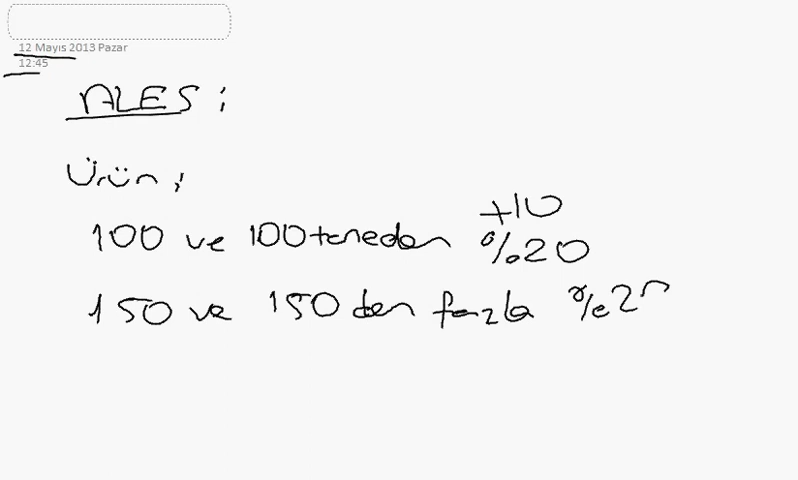 12 Mayıs 2013 Pazar
12:45
ALES :
Ürün ;
+10
100 ve 100 taneden %20
150 ve 150 den fazla